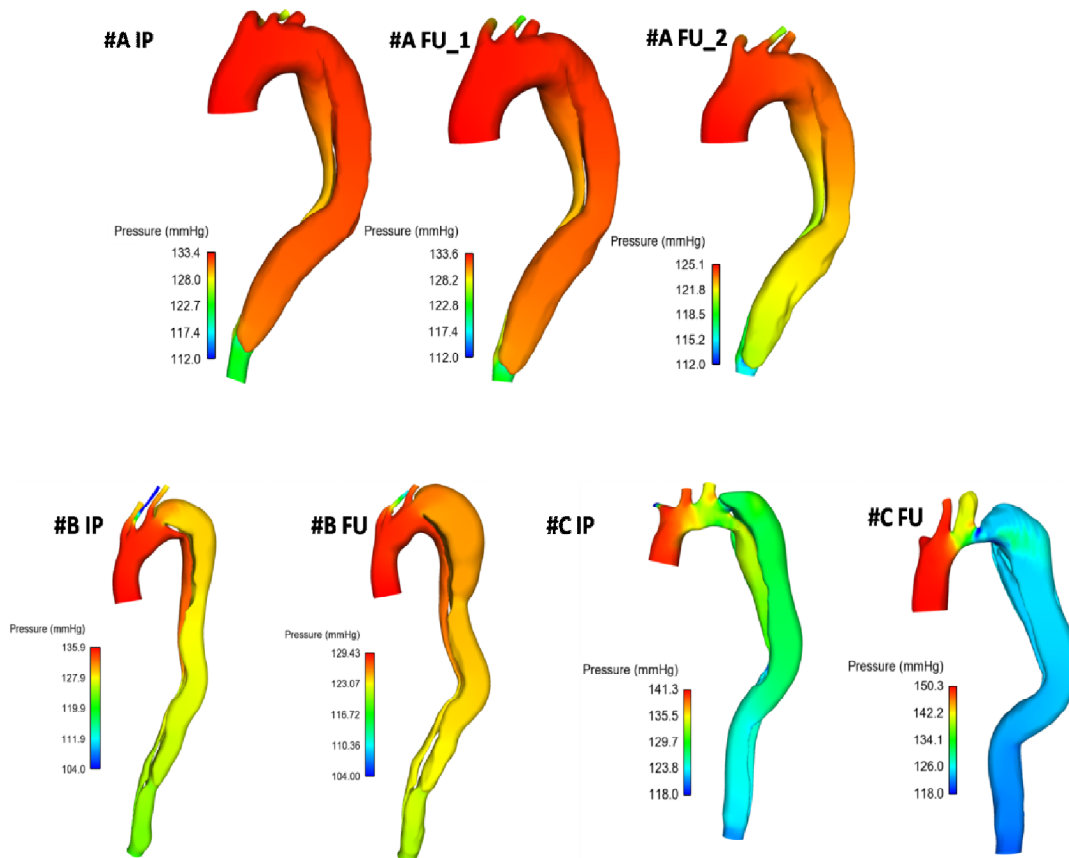 #A IP
#A FU_1
#A FU_2
Pressure (mmHg)
133.4
128.0
122.7
117.4
112.0
Pressure (mmHg)
133.6
128.2
122.8
117.4
112.0
Pressure (mmHg)
125.1
121.8
118.5
115.2
112.0
#B IP
#B FU
#C IP
#C FU
Pressure (mmHg)
135.9
127.9
119.9
111.9
104.0
Pressure (mmHg)
129.43
123.07
116.72
110.36
104.00
Pressure (mmHg)
141.3
135.5
129.7
123.8
118.0
Pressure (mmHg)
150.3
142.2
134.1
126.0
118.0